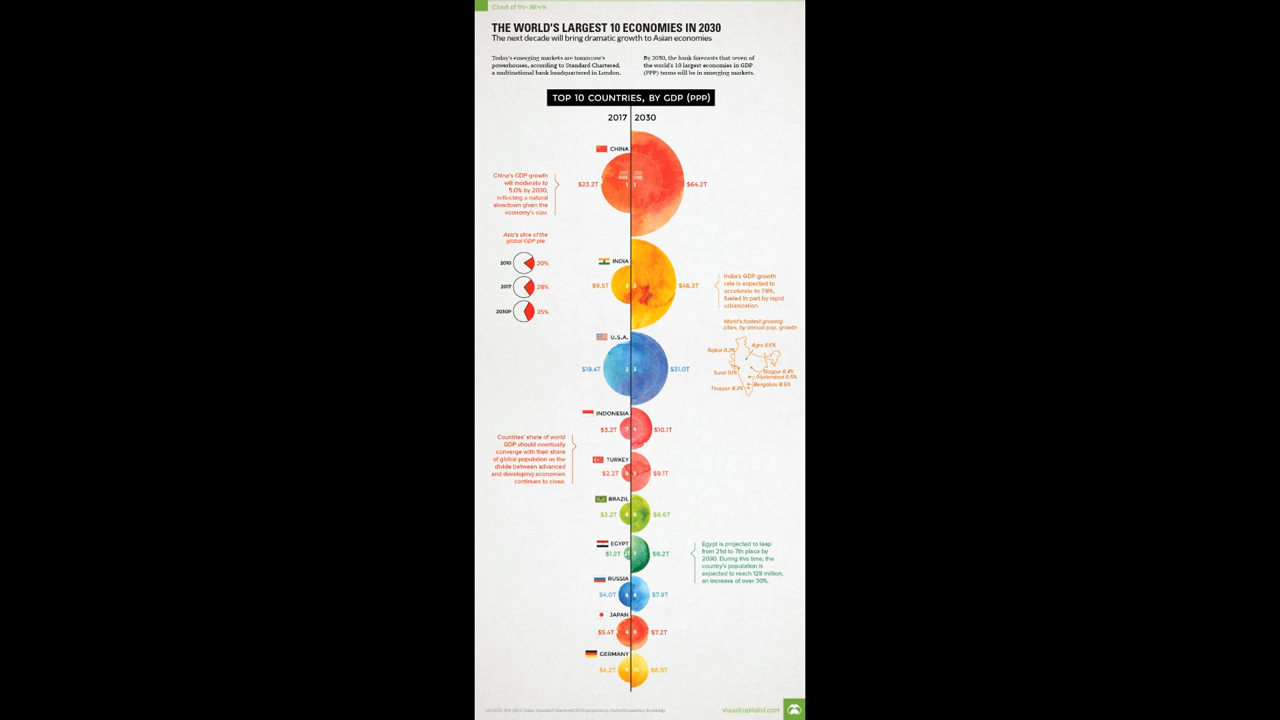 Chart of the Week
THE WORLD'S LARGEST 10 ECONOMIES IN 2030
The next decade will bring dramatic growth to Asian economies
Today's emerging markets are tomorrow's
powerhouses, according to Standard Chartered,
a multinational bank headquartered in London.
By 2030, the bank forecasts that seven of
the world's 10 largest economies in GDP
(PPP) terms will be in emerging markets.
TOP 10 COUNTRIES, BY GDP (PPP)
2017 2030
CHINA
$23.2T 1 1 $64.2T
China's GDP growth
will moderate to
5.0% by 2030,
reflecting a natural
slowdown given the
economy's size.
Asia's slice of the
global GDP pie
2010 20%
2017 28%
2030P 35%
INDIA
$9.5T $46.3T
India's GDP growth
rate is expected to
accelerate to 7.8%,
fueled in part by rapid
urbanization.
World's fastest growing
cities, by annual pop. growth
Agra 8.6%
Rajkot
Surat
Nagpur 8.4%
Hyderabad 8.5%
Bengaluru 8.5%
Tiruppur
U.S.A.
$19.4T $31.0T
INDONESIA
$3.2T $10.1T
Countries' share of world
GDP should eventually
converge with their share
of global population as the
divide between advanced
and developing economies
continues to close.
TURKEY
$2.2T $9.1T
BRAZIL
$3.2T $8.6T
EGYPT
$1.2T $8.2T
Egypt is projected to leap
from 21st to 7th place by
2030. During this time, the
country's population is
expected to reach 128 million,
an increase of over 30%.
RUSSIA
$4.0T $7.9T
JAPAN
$5.4T $7.2T
GERMANY
$4.2T $6.9T
visualcapitalist.com